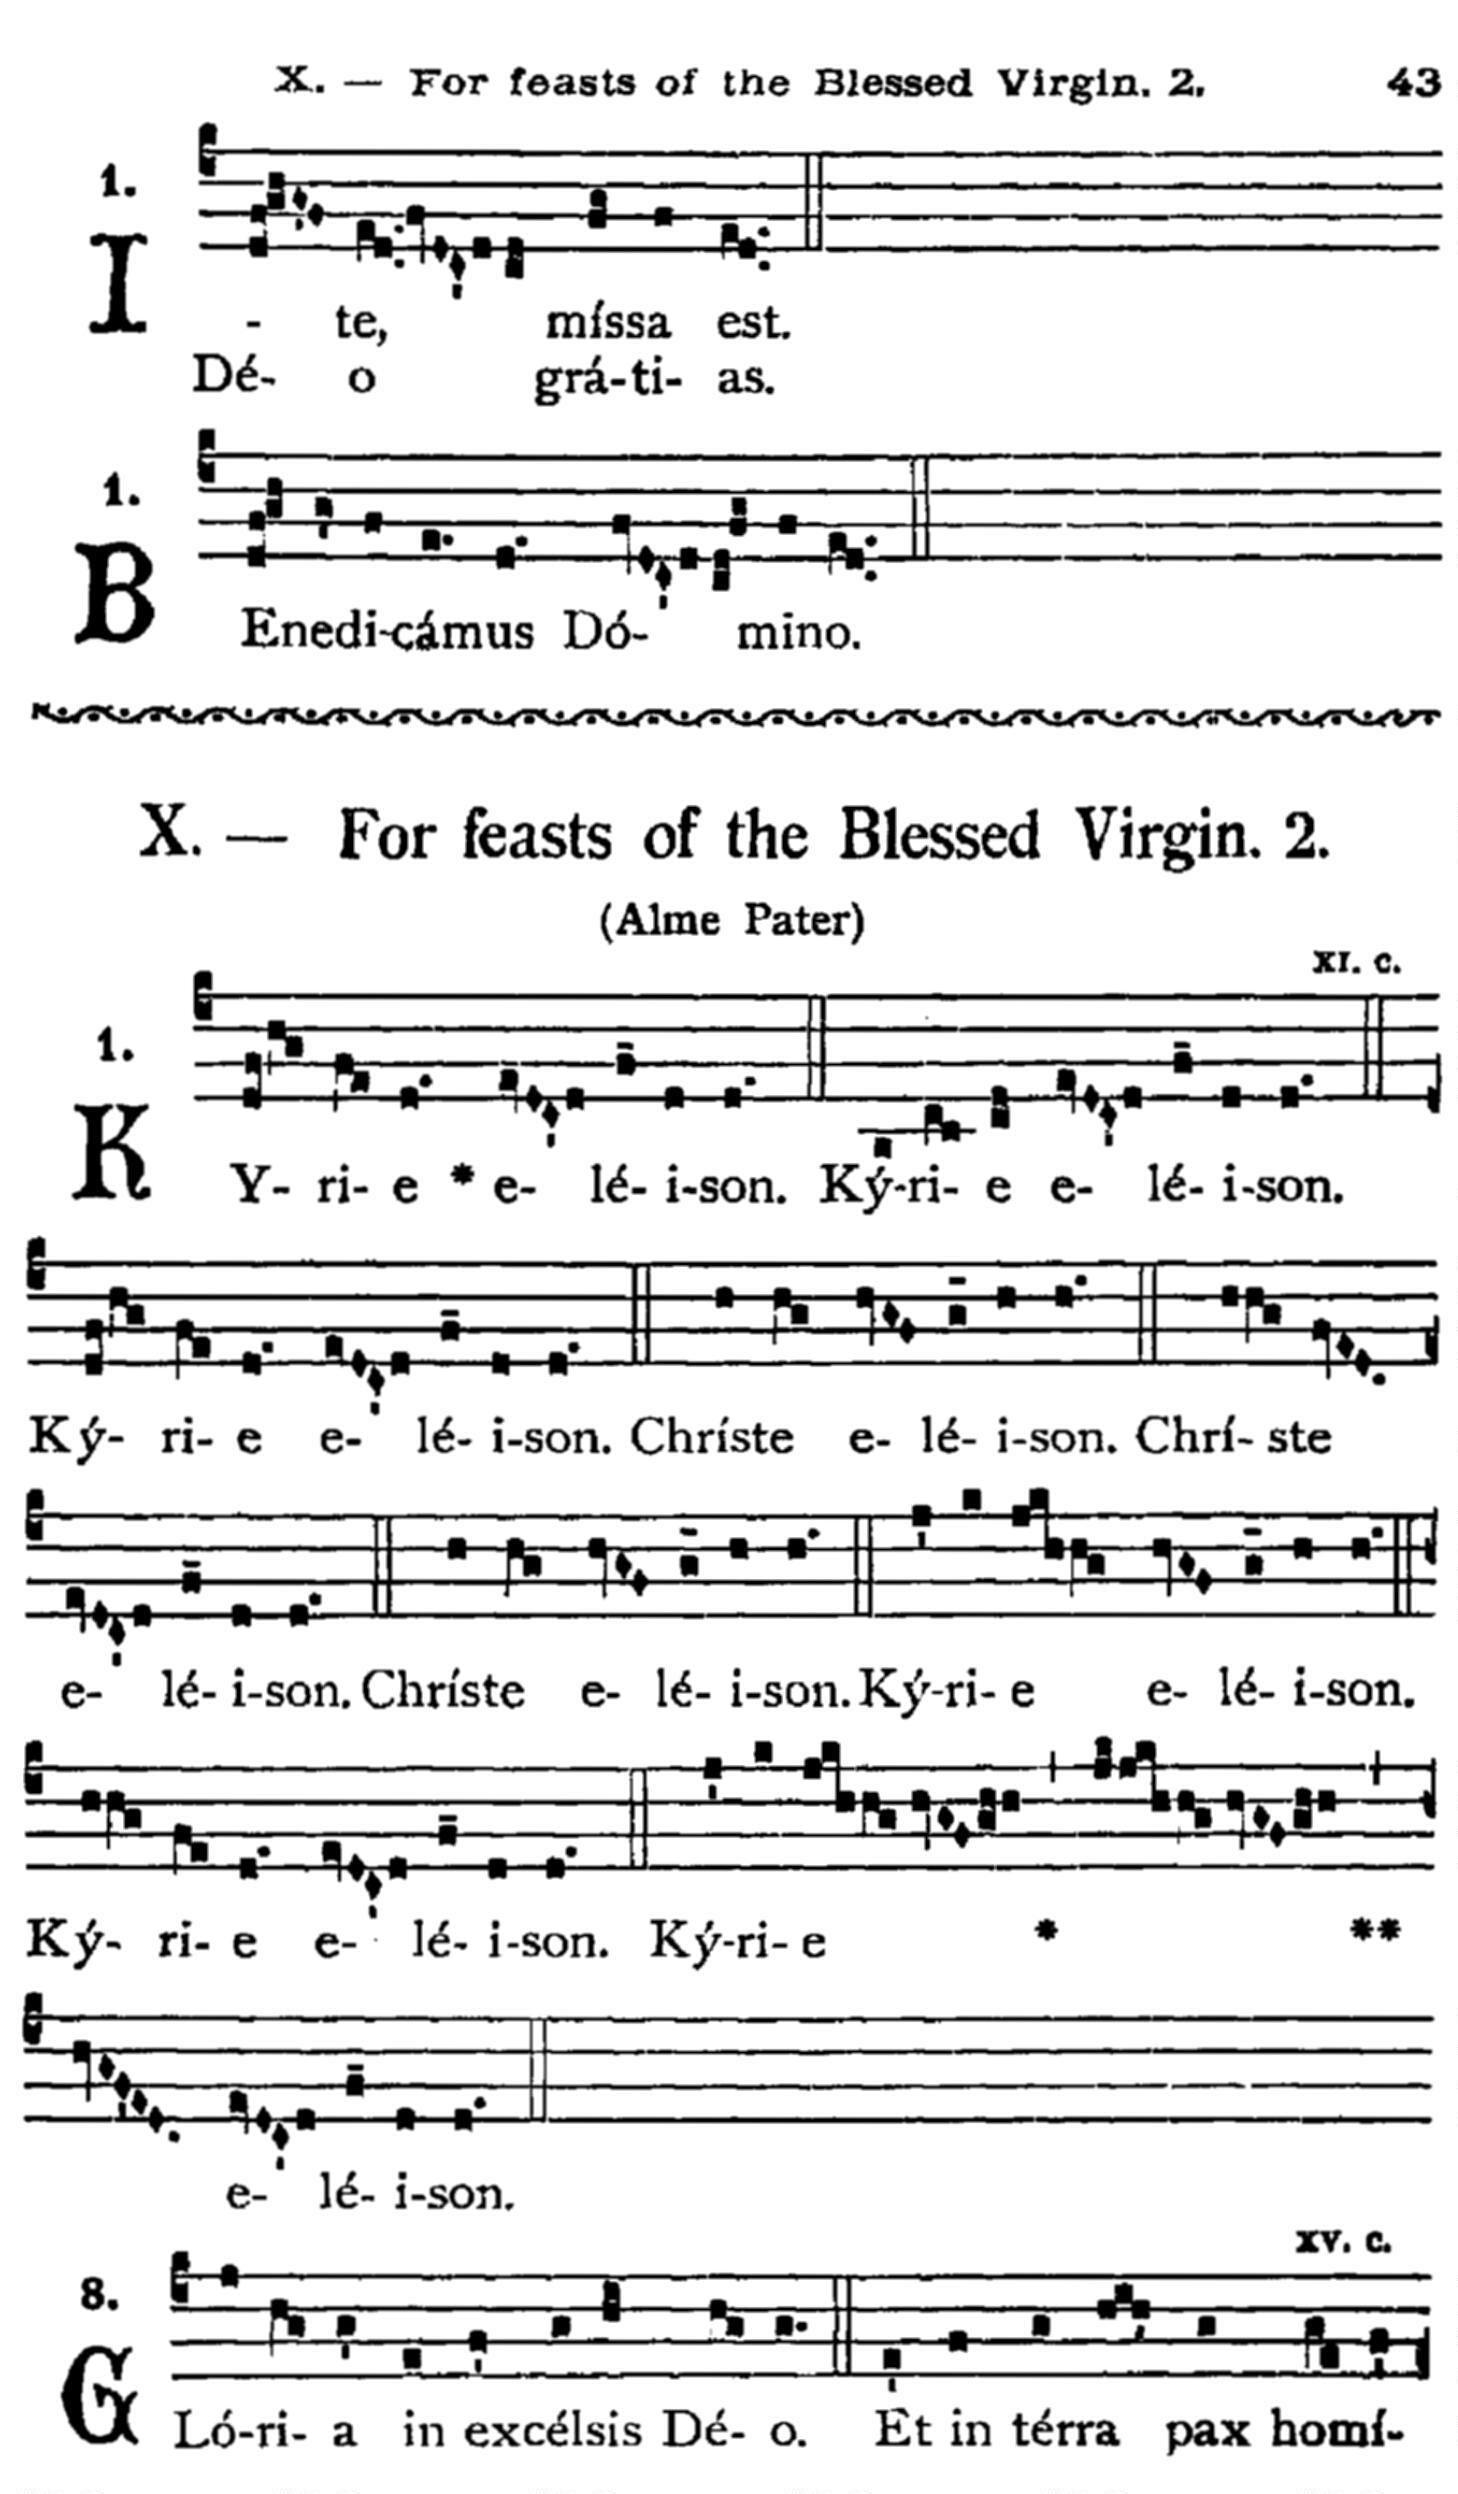 X. — For feasts of the Blessed Virgin. 2. 43
1.
I - te, míssa est.
Dé- o grá-ti- as.
1.
B Enedi-cámus Dó- mino.
X. — For feasts of the Blessed Virgin. 2.
(Alme Pater)
XI. C.
1.
K Y- ri- e * e- lé- i-son. Ký-ri- e e- lé- i-son.
Ký- ri- e e- lé- i-son. Chríste e- lé- i-son. Chrí- ste
e- lé- i-son. Chríste e- lé- i-son. Ký-ri- e e- lé- i-son.
Ký- ri- e e- lé- i-son. Ký-ri- e * **
e- lé- i-son.
XV. C.
8.
G Ló-ri- a in excélsis Dé- o. Et in térra pax homí-